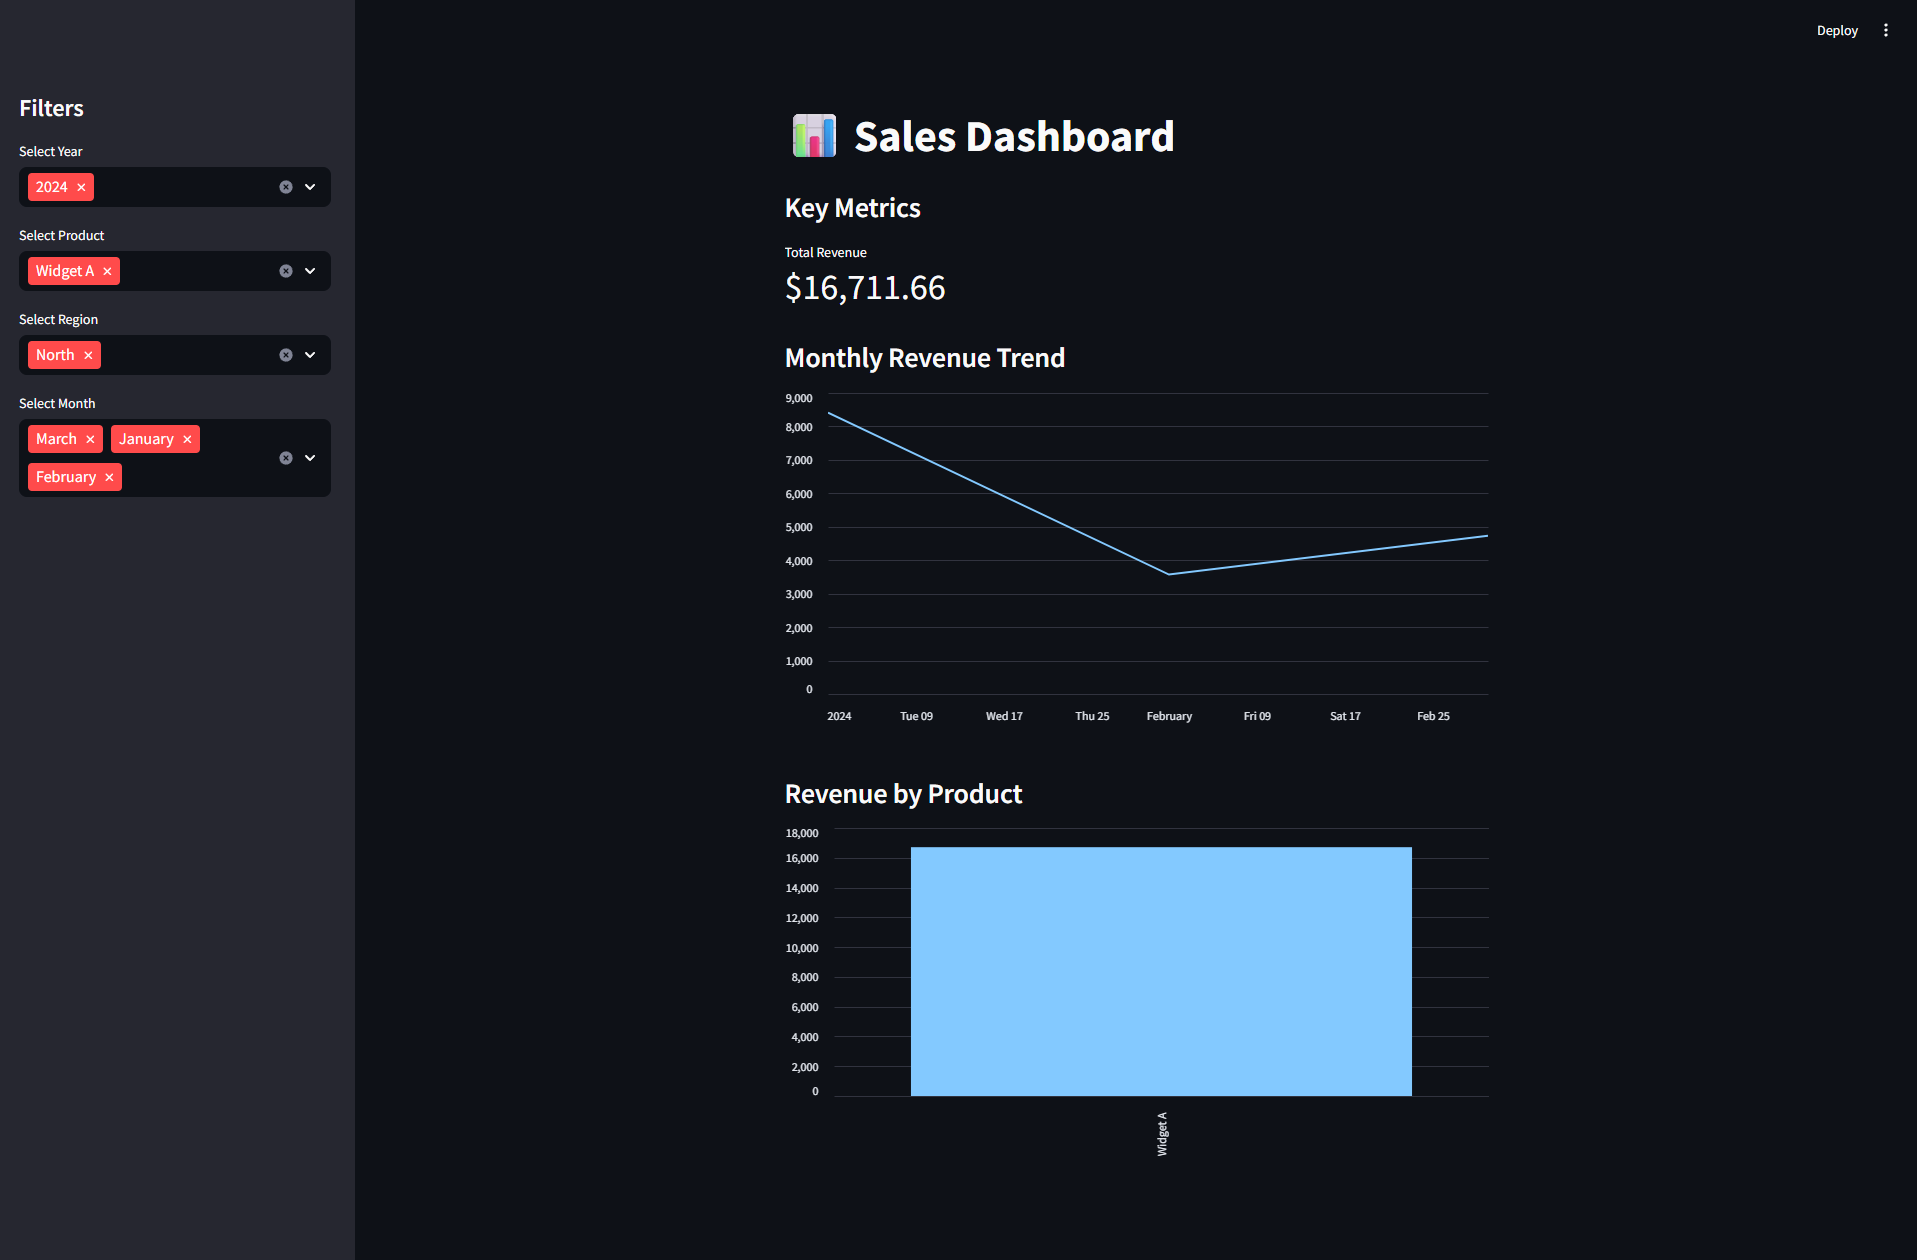 Deploy
Filters
Select Year
2024
Select Product
Widget A
Select Region
North
Select Month
March January
February
Sales Dashboard
Key Metrics
Total Revenue
$16,711.66
Monthly Revenue Trend
9,000
8,000
7,000
6,000
5,000
4,000
3,000
2,000
1,000
0
2024 Tue 09 Wed 17 Thu 25 February Fri 09 Sat 17 Feb 25
Revenue by Product
18,000
16,000
14,000
12,000
10,000
8,000
6,000
4,000
2,000
0
Widget A